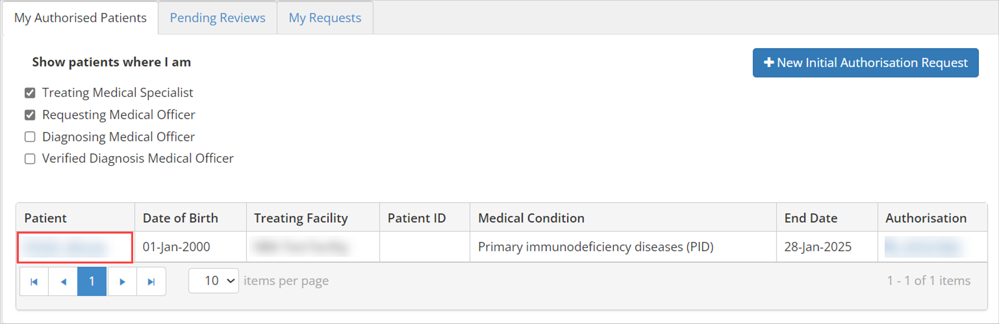 My Authorised Patients Pending Reviews My Requests
Show patients where I am
New Initial Authorisation Request
Treating Medical Specialist
Requesting Medical Officer
Diagnosing Medical Officer
Verified Diagnosis Medical Officer
Patient Date of Birth Treating Facility Patient ID Medical Condition End Date Authorisation
01-Jan-2000 Primary immunodeficiency diseases (PID) 28-Jan-2025
1 10 items per page 1 - 1 of 1 items